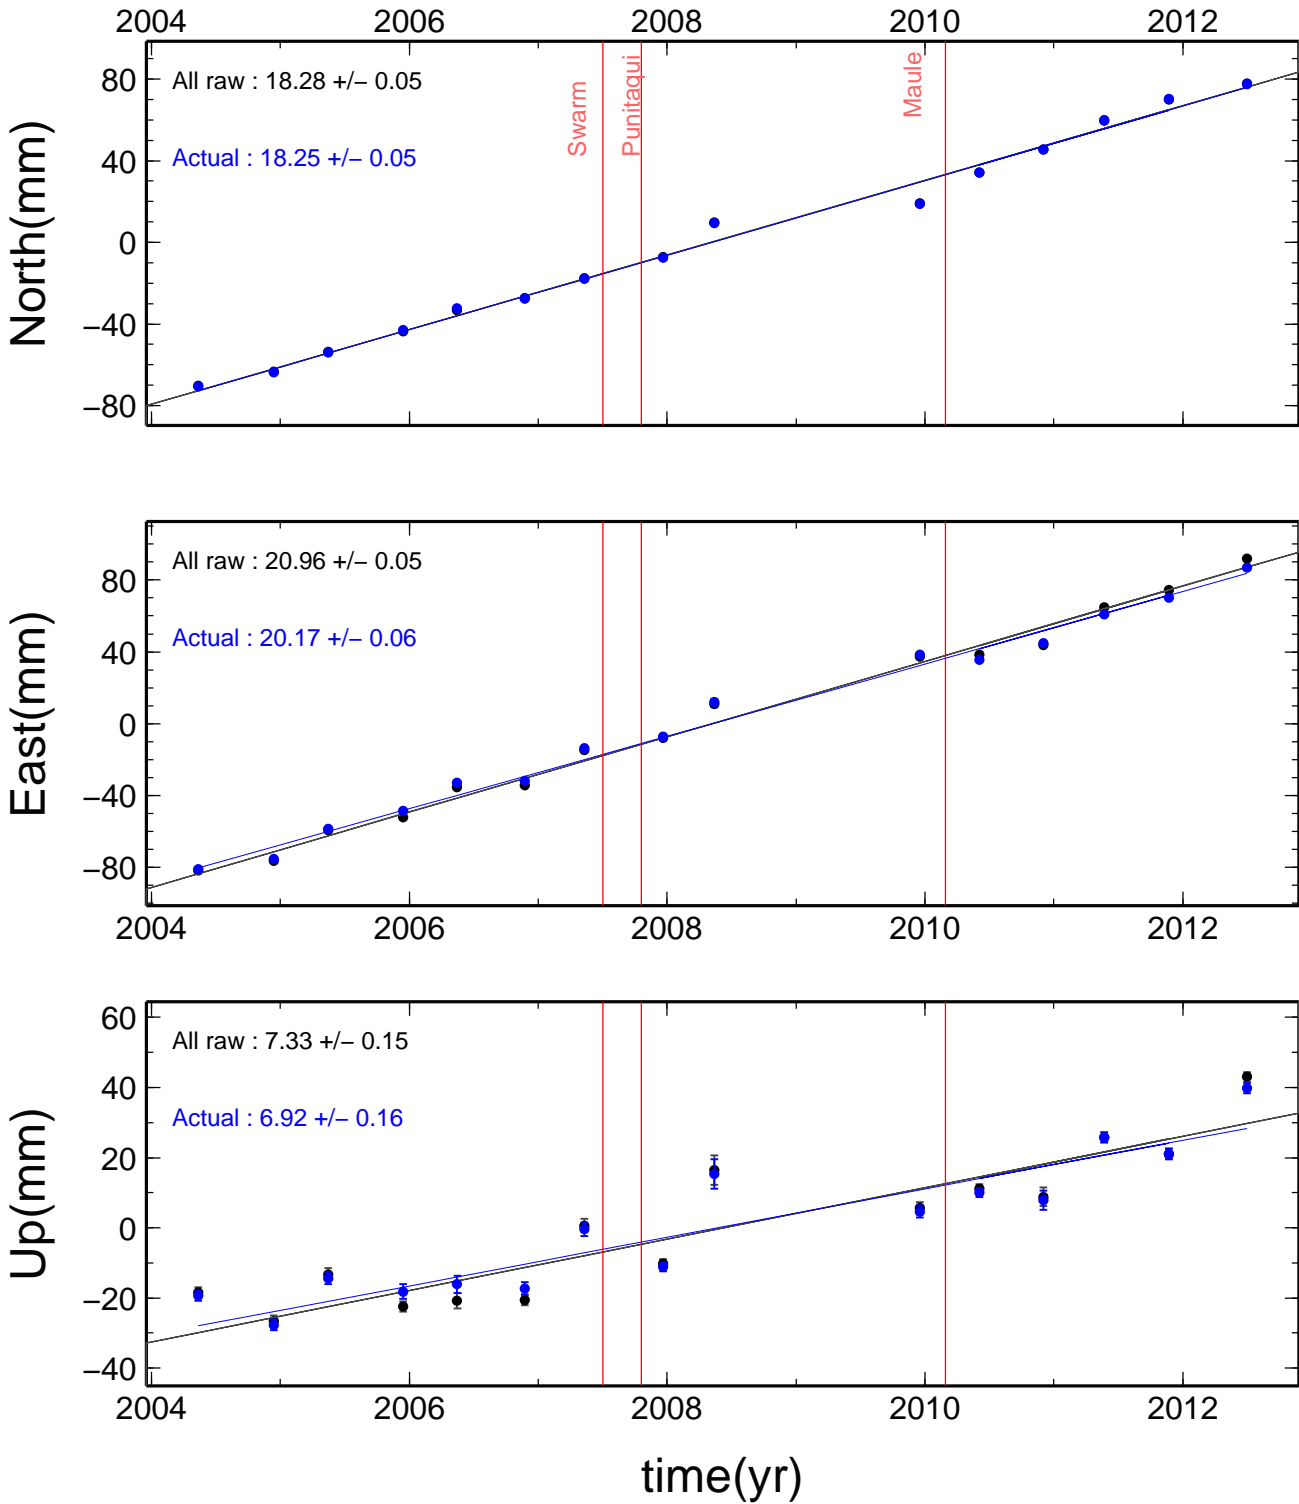 2004 2006 2008 2010 2012
North(mm)
80
40
0
−40
−80
All raw : 18.28 +/− 0.05
Actual : 18.25 +/− 0.05
Swarm
Punitaqui
Maule
East(mm)
80
40
0
−40
−80
All raw : 20.96 +/− 0.05
Actual : 20.17 +/− 0.06
2004 2006 2008 2010 2012
Up(mm)
60
40
20
0
−20
−40
All raw : 7.33 +/− 0.15
Actual : 6.92 +/− 0.16
2004 2006 2008 2010 2012
time(yr)